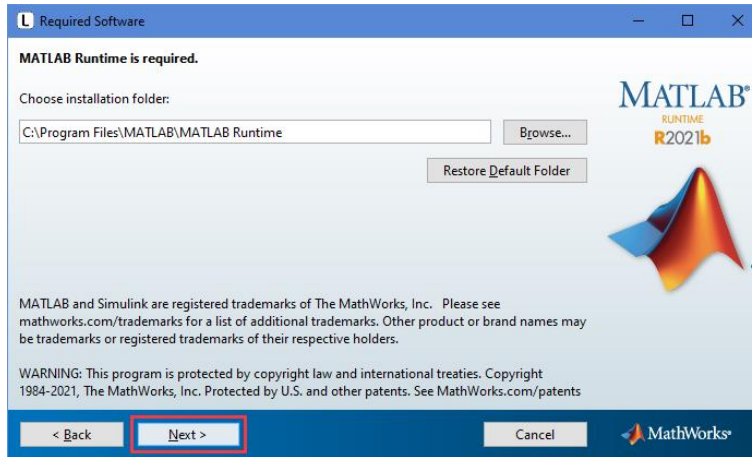 L Required Software
MATLAB Runtime is required.
Choose installation folder:
C:\Program Files\MATLAB\MATLAB Runtime
Browse...
Restore Default Folder
MATLAB®
RUNTIME
R2021b
MATLAB and Simulink are registered trademarks of The MathWorks, Inc. Please see
mathworks.com/trademarks for a list of additional trademarks. Other product or brand names may
be trademarks or registered trademarks of their respective holders.
WARNING: This program is protected by copyright law and international treaties. Copyright
1984-2021, The MathWorks, Inc. Protected by U.S. and other patents. See MathWorks.com/patents
< Back
Next >
Cancel
MathWorks®